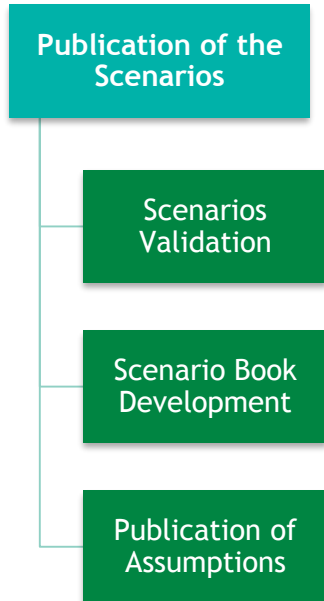 Publication of the
Scenarios
Scenarios
Validation
Scenario Book
Development
Publication of
Assumptions